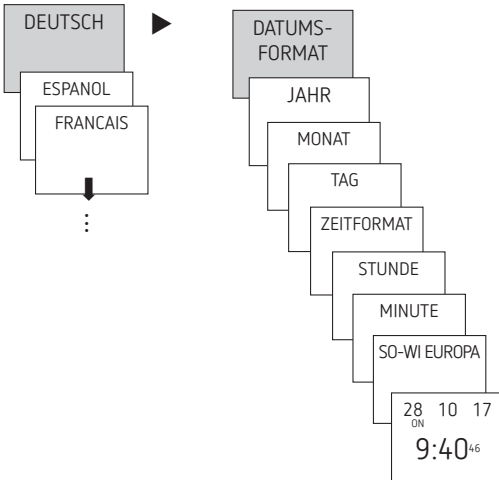 DEUTSCH
ESPANOL
FRANCAIS
DATUMS-
FORMAT
JAHR
MONAT
TAG
ZEITFORMAT
STUNDE
MINUTE
SO-WI EUROPA
28 10 17
ON
9:40 46